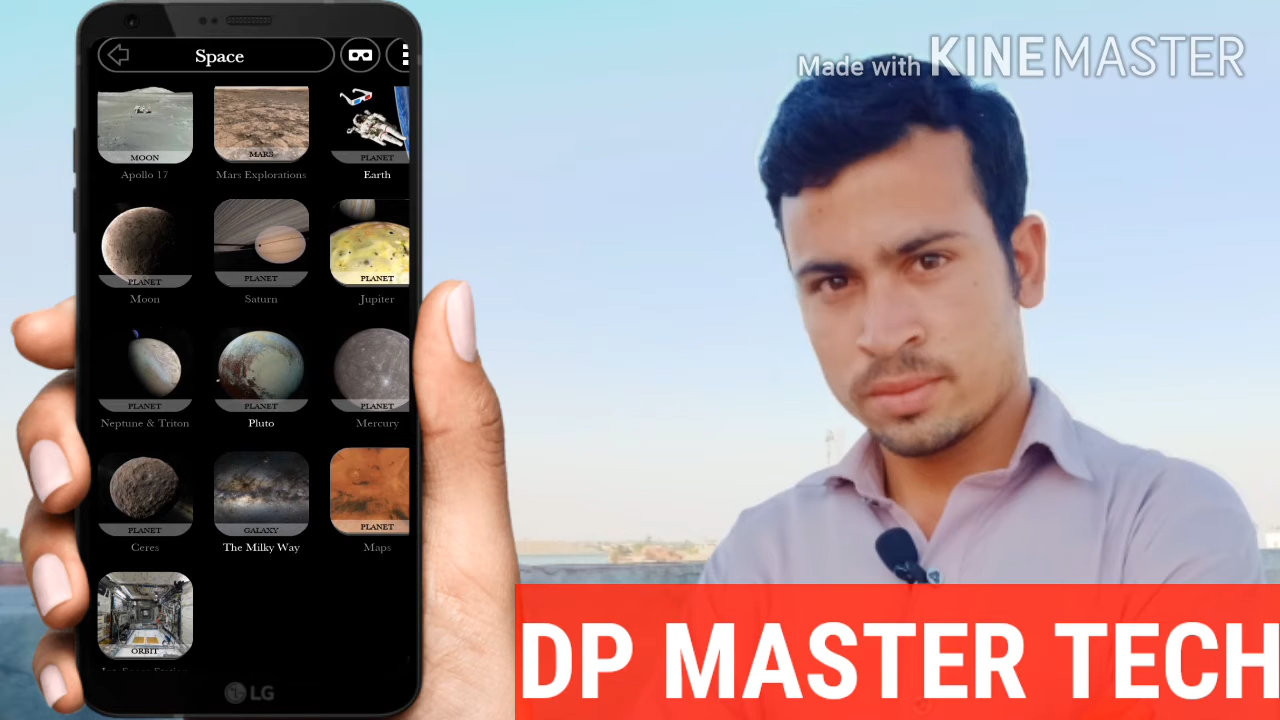 Space
MOON
MARS
PLANET
Apollo 17
Mars Explorations
Earth
PLANET
PLANET
PLANET
Moon
Saturn
Jupiter
PLANET
PLANET
PLANET
Neptune & Triton
Pluto
Mercury
PLANET
GALAXY
PLANET
Ceres
The Milky Way
Maps
ORBIT
LG
Made with KINEMASTER
DP MASTER TECH